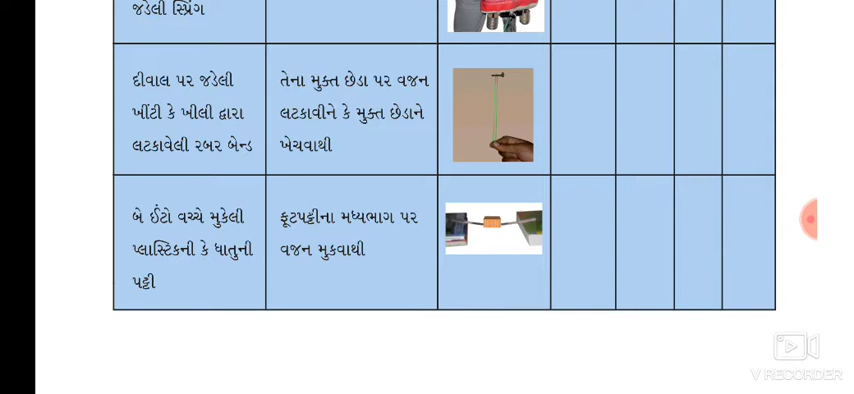 જડેલી સ્પ્રિંગ
દીવાલ પર જડેલી
ખીંટી કે ખીલી દ્વારા
લટકાવેલી રબર બેન્ડ
તેના મુક્ત છેડા પર વજન
લટકાવીને કે મુક્ત છેડાને
ખેચવાથી
બે ઈંટો વચ્ચે મુકેલી
પ્લાસ્ટિકની કે ધાતુની
પટ્ટી
ફૂટપટ્ટીના મધ્યભાગ પર
વજન મુકવાથી
V RECORDER